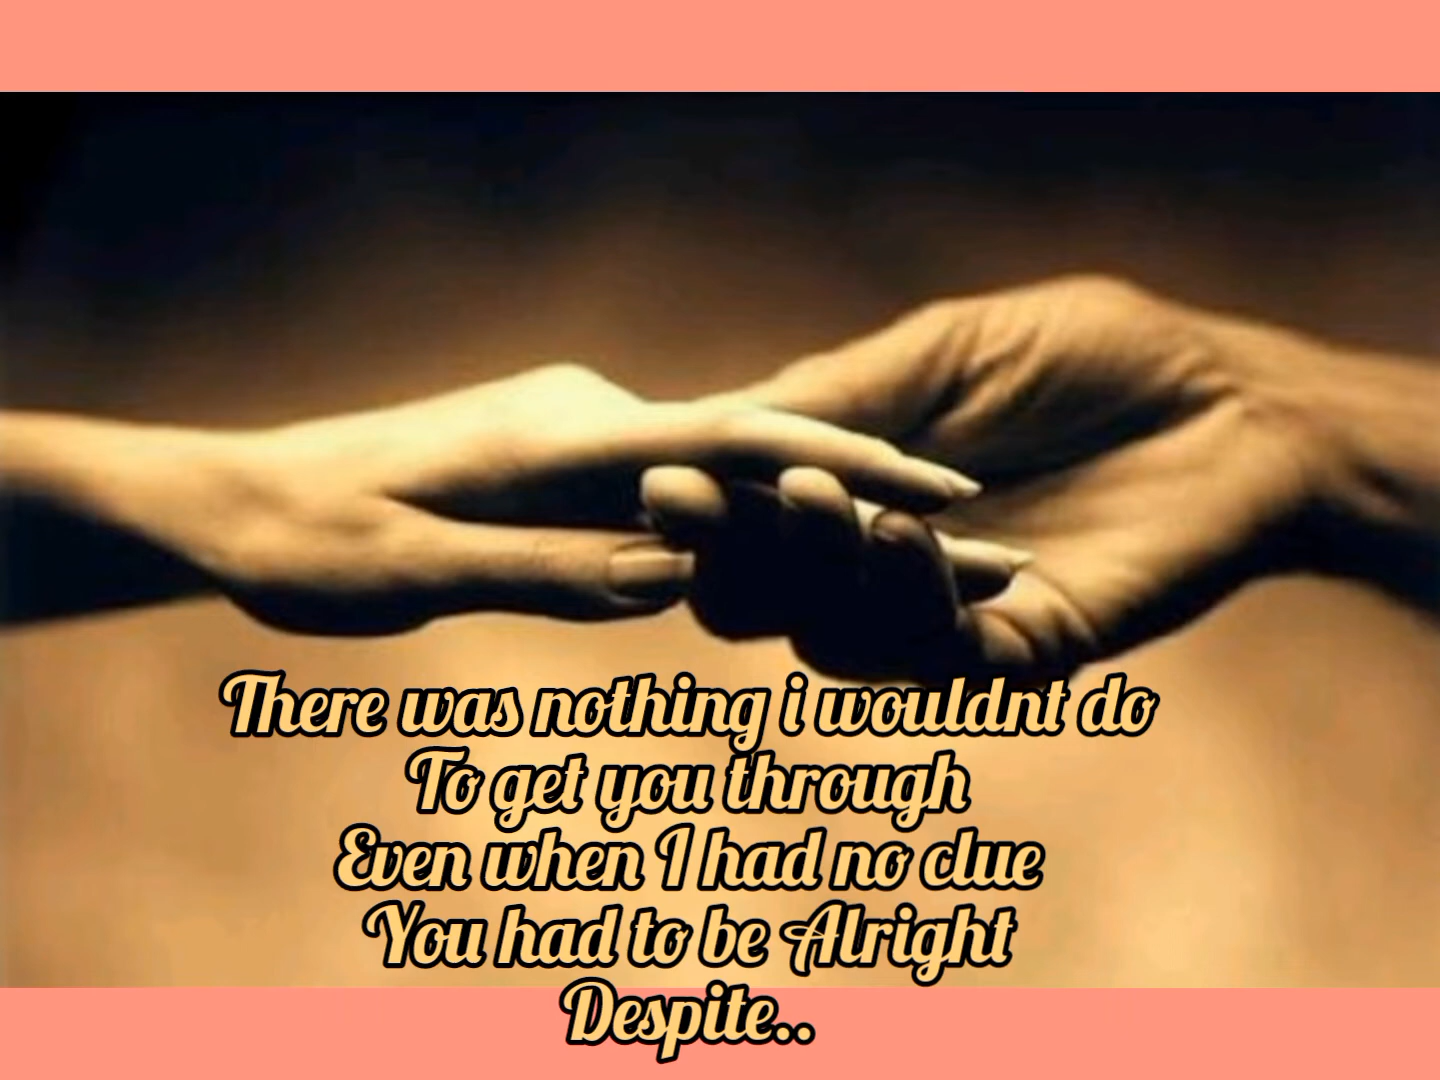 There was nothing i wouldnt do
To get you through
Even when I had no clue
You had to be Alright
Despite..